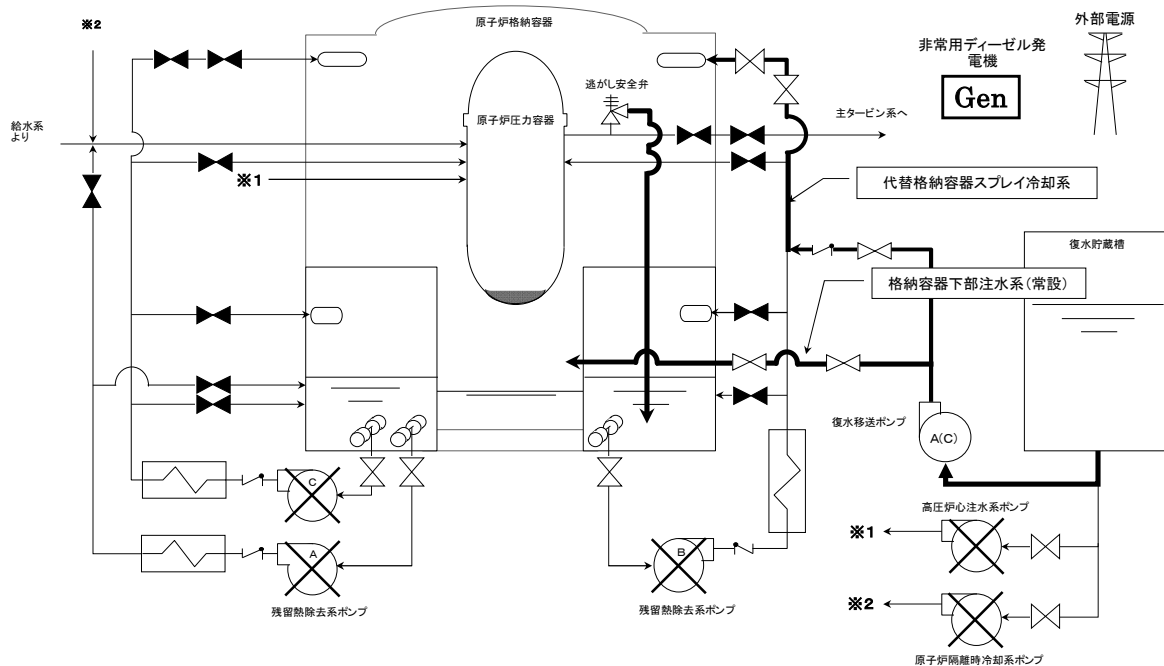 ※2
原子炉格納容器
外部電源
非常用ディーゼル発
電機
Gen
逃がし安全弁
原子炉圧力容器
主タービン系へ
給水系
より
※1
代替格納容器スプレイ冷却系
復水貯蔵槽
格納容器下部注水系(常設)
復水移送ポンプ
A(C)
C
高圧炉心注水系ポンプ
※1
A
B
残留熱除去系ポンプ
残留熱除去系ポンプ
※2
原子炉隔離時冷却系ポンプ